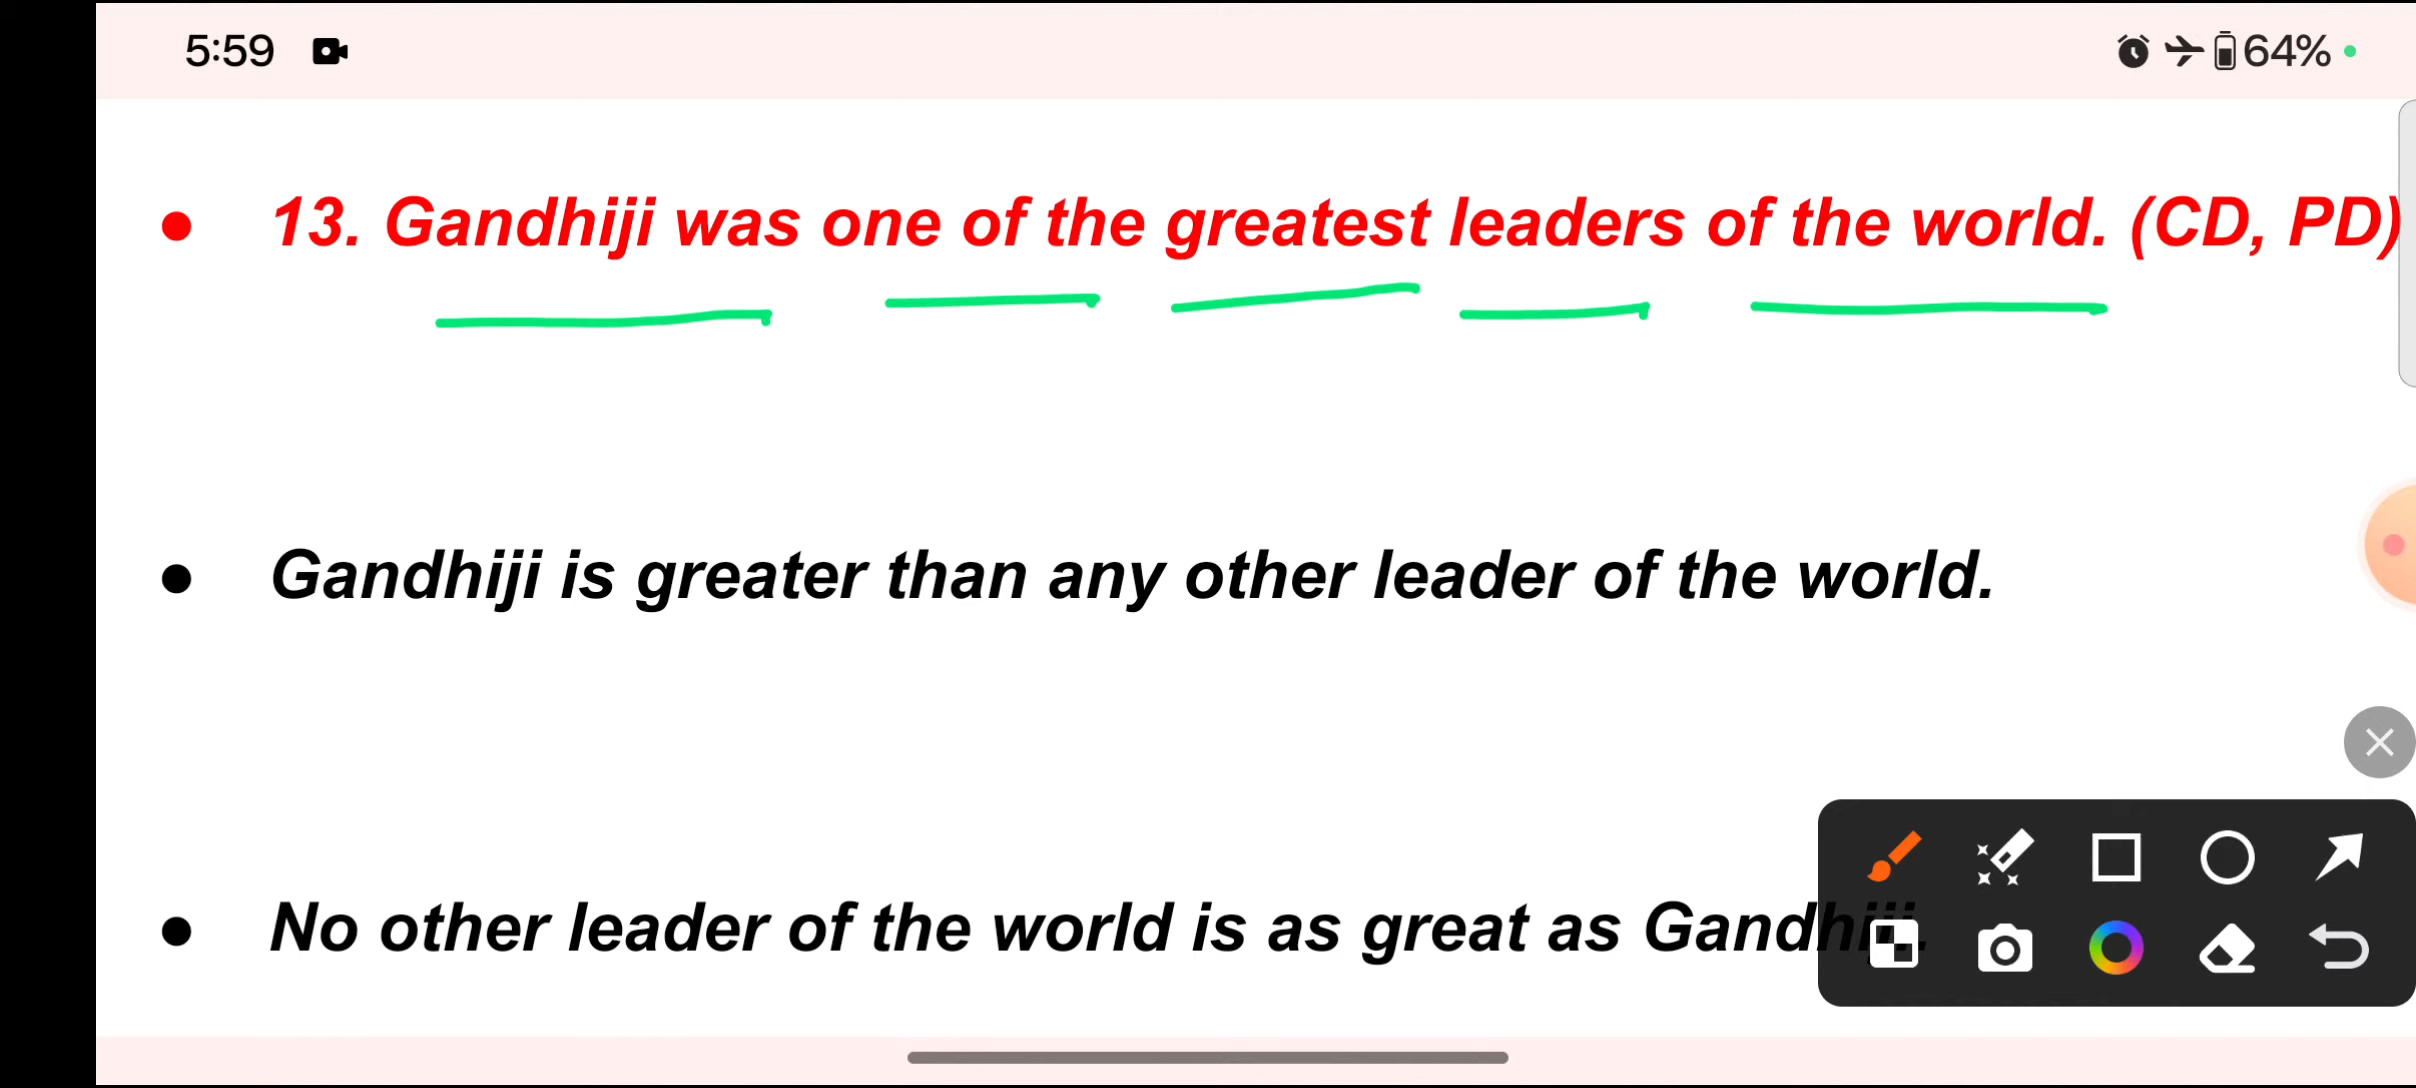 5:59 64%
13. Gandhiji was one of the greatest leaders of the world. (CD, PD)
Gandhiji is greater than any other leader of the world.
No other leader of the world is as great as Gandhiji.